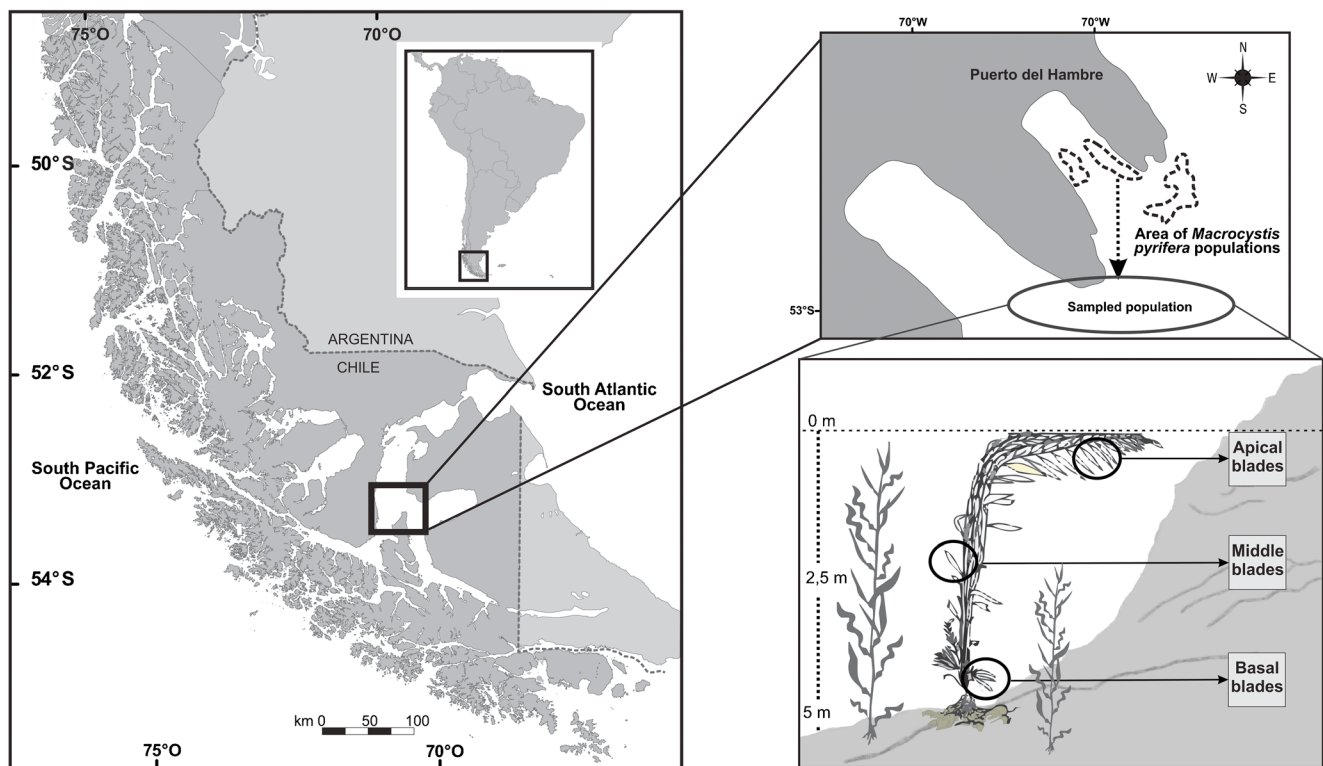 75°O
70°O
50°S
52°S
54°S
ARGENTINA
CHILE
South Atlantic
Ocean
South Pacific
Ocean
km 0 50 100
75°O
70°O
70°W
70°W
Puerto del Hambre
N
W
E
S
Area of Macrocystis
pyrifera populations
Sampled population
53°S
0 m
2,5 m
5 m
Apical
blades
Middle
blades
Basal
blades